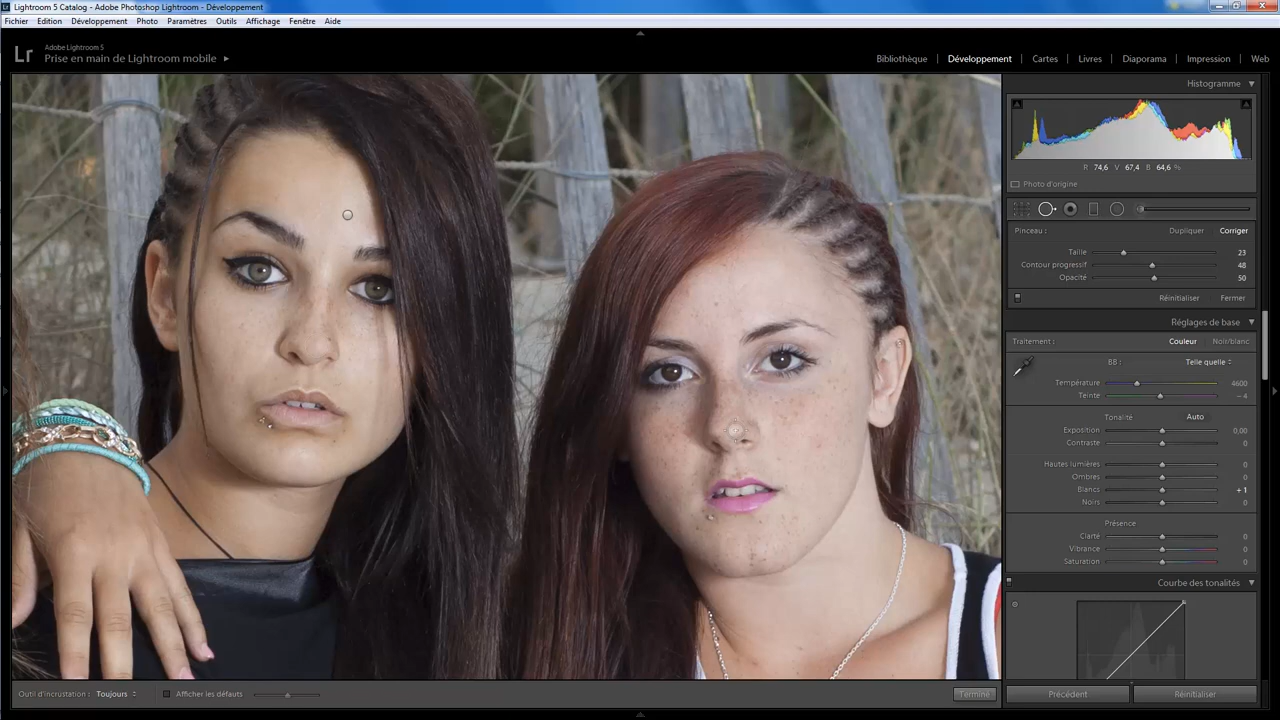 Lightroom 5 Catalog - Adobe Photoshop Lightroom - Développement
Fichier Edition Développement Photo Paramètres Outils Affichage Fenêtre Aide
Lr
Adobe Lightroom 5
Prise en main de Lightroom mobile
Bibliothèque Développement Cartes Livres Diaporama Impression Web
Histogramme
R 74,6 V 67,4 B 64,6 %
Photo d'origine
Pinceau : Dupliquer Corriger
Taille 23
Contour progressif 48
Opacité 50
Réinitialiser Fermer
Réglages de base
Traitement : Couleur Noir/blanc
BB : Telle quelle
Température 4600
Teinte - 4
Tonalité Auto
Exposition 0,00
Contraste 0
Hautes lumières 0
Ombres 0
Blancs + 1
Noirs 0
Présence
Clarté 0
Vibrance 0
Saturation 0
Courbe des tonalités
Outil d'incrustation : Toujours Afficher les défauts Terminé
Précédent Réinitialiser